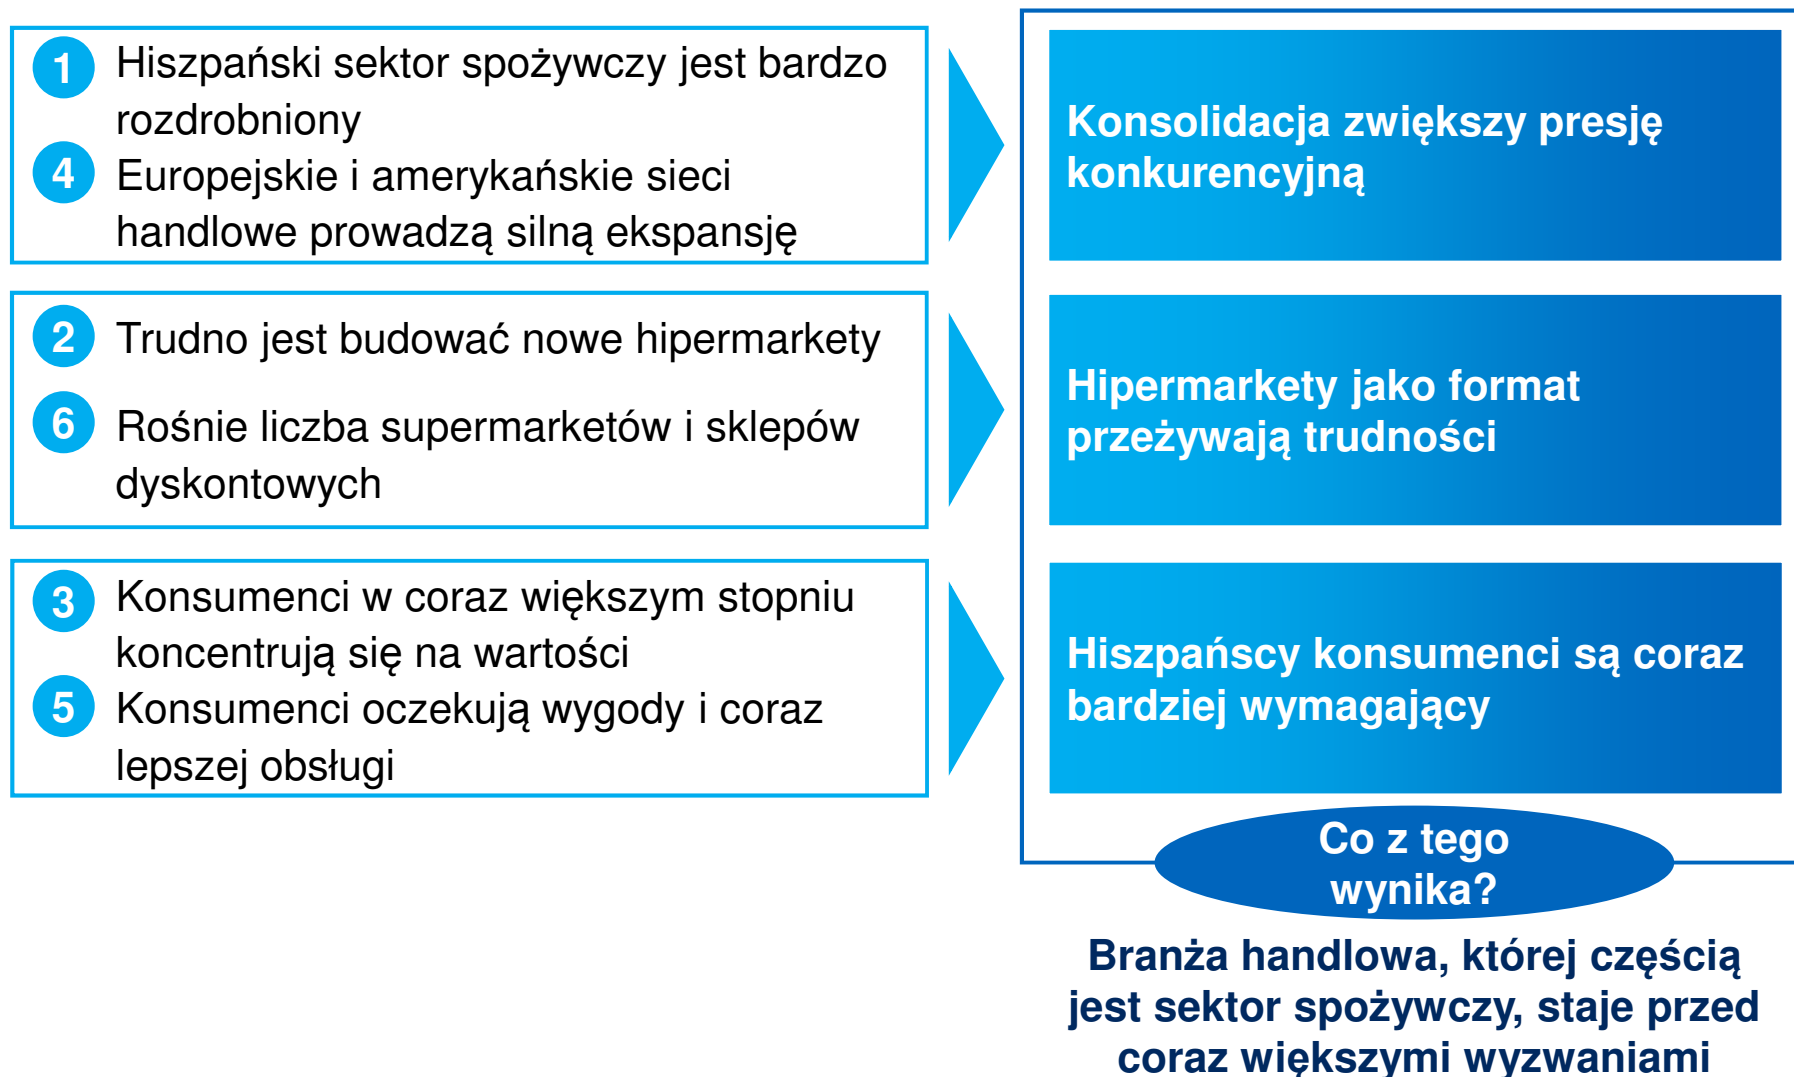 1 Hiszpański sektor spożywczy jest bardzo
rozdrobniony
4 Europejskie i amerykańskie sieci
handlowe prowadzą silną ekspansję
Konsolidacja zwiększy presję
konkurencyjną
2 Trudno jest budować nowe hipermarkety
6 Rośnie liczba supermarketów i sklepów
dyskontowych
Hipermarkety jako format
przeżywają trudności
3 Konsumenci w coraz większym stopniu
koncentrują się na wartości
5 Konsumenci oczekują wygody i coraz
lepszej obsługi
Hiszpańscy konsumenci są coraz
bardziej wymagający
Co z tego
wynika?
Branża handlowa, której częścią
jest sektor spożywczy, staje przed
coraz większymi wyzwaniami